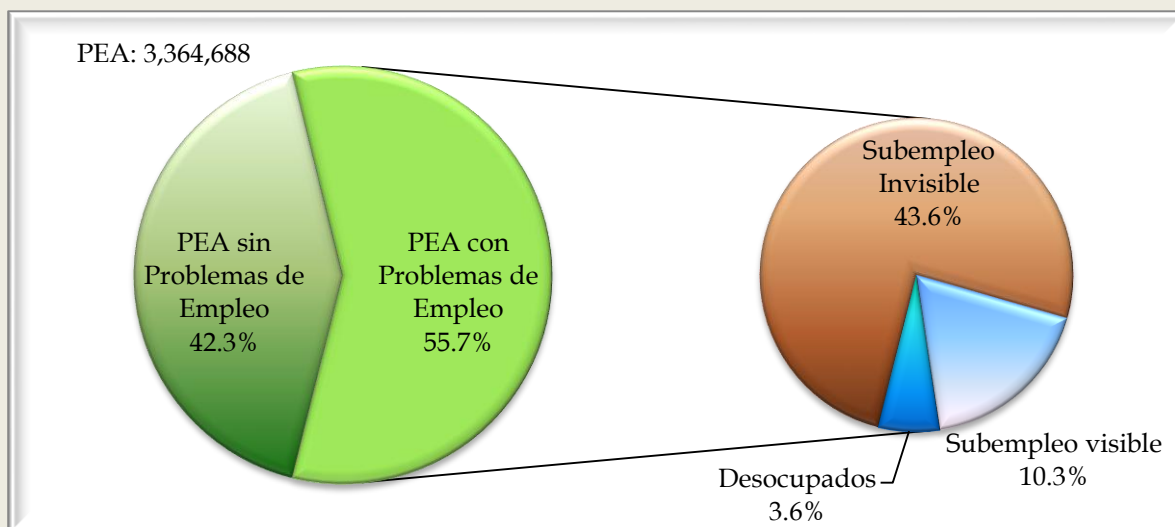 PEA: 3,364,688
PEA sin
Problemas de
Empleo
42.3%
PEA con
Problemas de
Empleo
55.7%
Subempleo
Invisible
43.6%
Subempleo visible
10.3%
Desocupados
3.6%